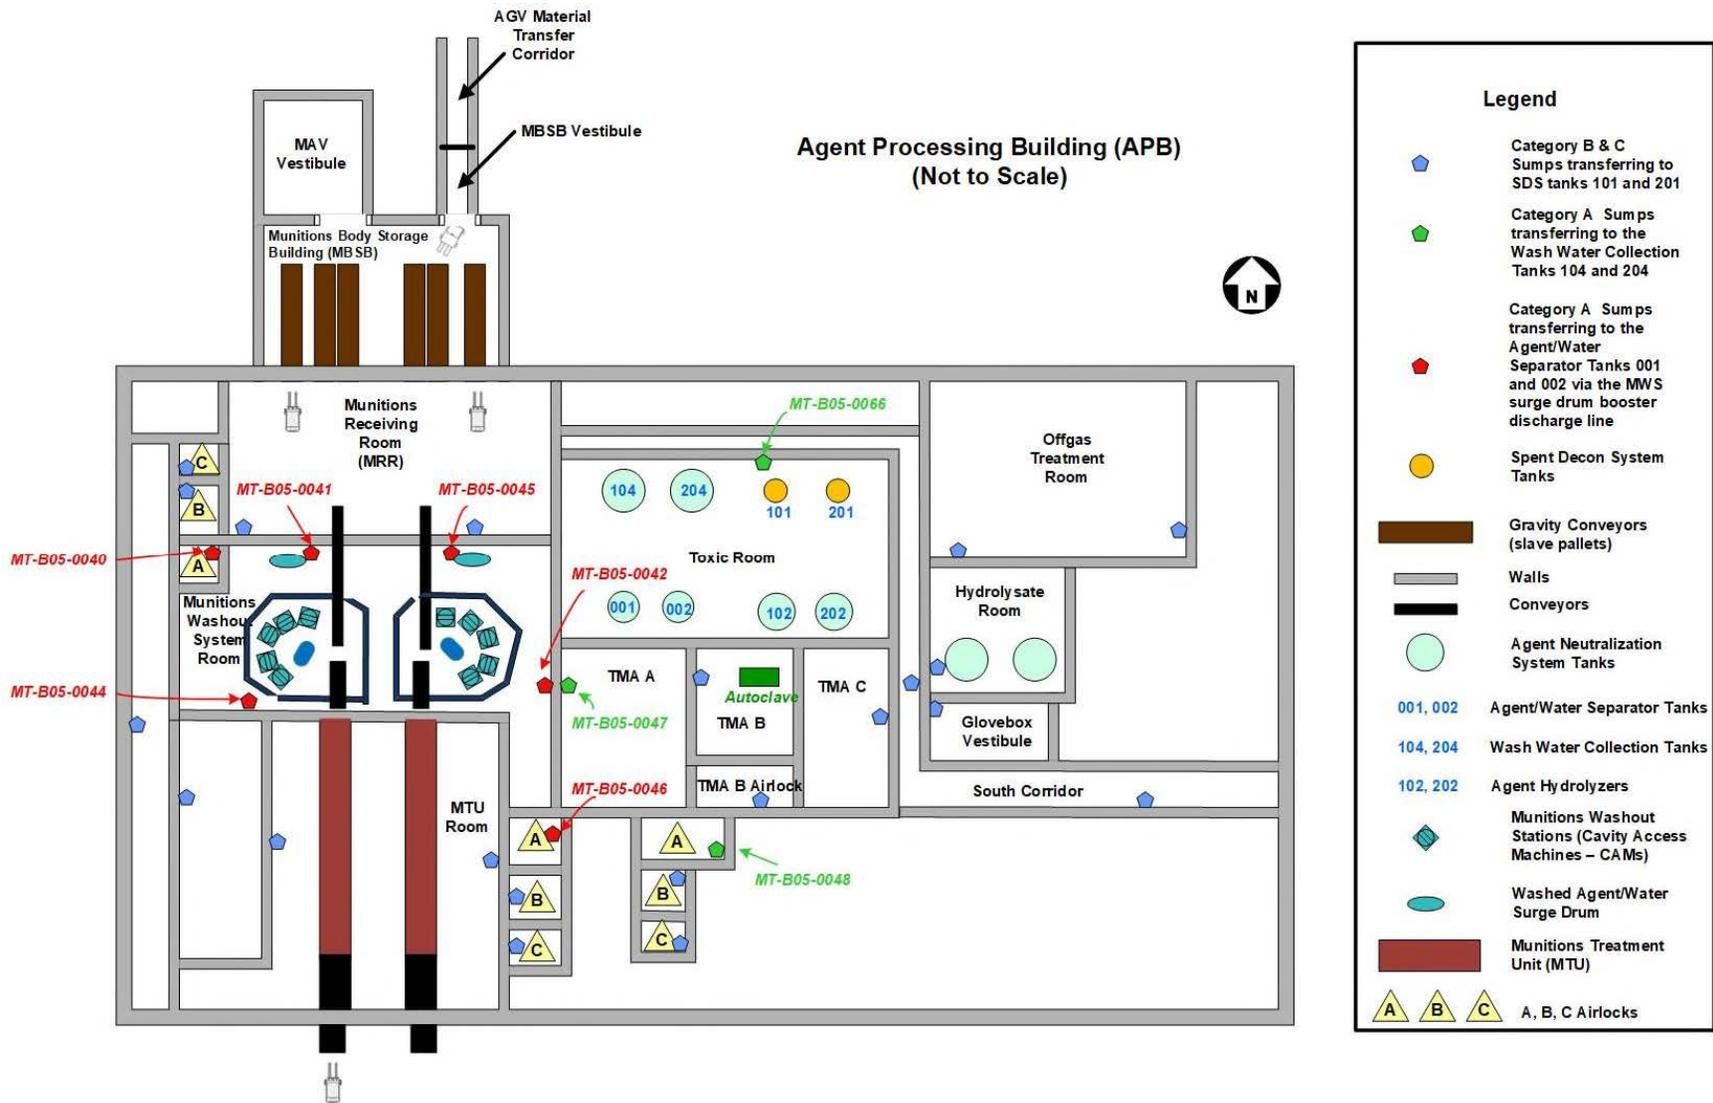 AGV Material
Transfer
Corridor
MBSB Vestibule
MAV
Vestibule
Agent Processing Building (APB)
(Not to Scale)
Munitions Body Storage
Building (MBSB)
N
Munitions
Receiving
Room
(MRR)
MT-B05-0066
Offgas
Treatment
Room
C
B
A
MT-B05-0041
MT-B05-0045
MT-B05-0040
104
204
101
201
Toxic Room
MT-B05-0042
001
002
102
202
Hydrolysate
Room
Munitions
Washout
System
Room
MT-B05-0044
TMA A
MT-B05-0047
Autoclave
TMA B
TMA C
Glovebox
Vestibule
TMA B Airlock
South Corridor
MT-B05-0046
MTU
Room
A
B
C
A
B
C
MT-B05-0048
Legend
Category B & C
Sumps transferring to
SDS tanks 101 and 201
Category A Sumps
transferring to the
Wash Water Collection
Tanks 104 and 204
Category A Sumps
transferring to the
Agent/Water
Separator Tanks 001
and 002 via the MWS
surge drum booster
discharge line
Spent Decon System
Tanks
Gravity Conveyors
(slave pallets)
Walls
Conveyors
Agent Neutralization
System Tanks
001, 002 Agent/Water Separator Tanks
104, 204 Wash Water Collection Tanks
102, 202 Agent Hydrolyzers
Munitions Washout
Stations (Cavity Access
Machines – CAMs)
Washed Agent/Water
Surge Drum
Munitions Treatment
Unit (MTU)
A B C A, B, C Airlocks